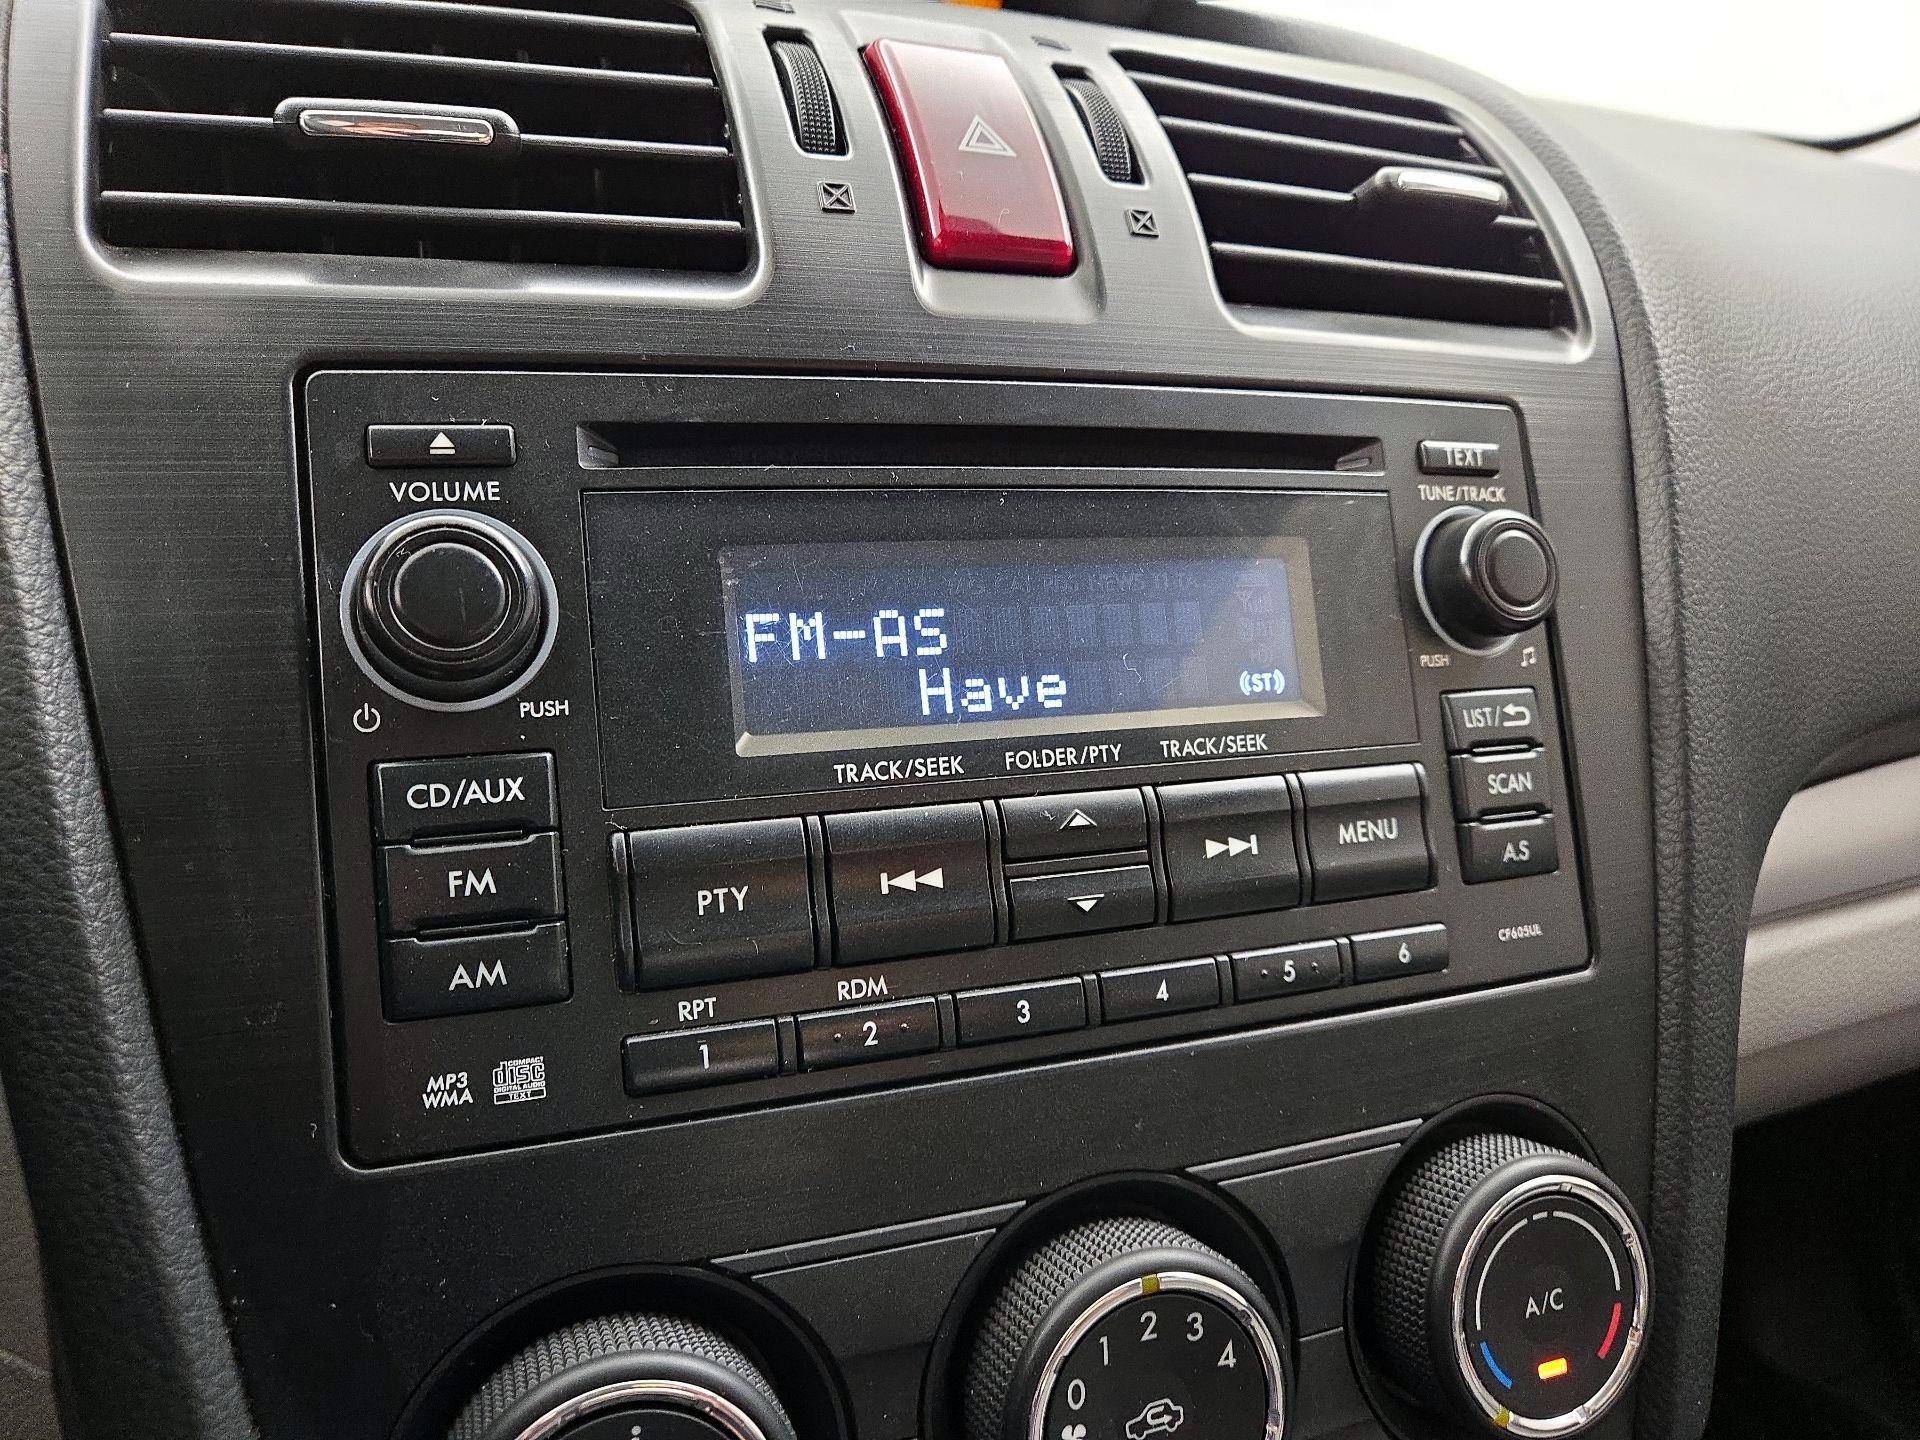 TEXT
VOLUME
TUNE/TRACK
FM-AS
Have
(ST)
PUSH
PUSH
TRACK/SEEK
FOLDER/PTY
TRACK/SEEK
LIST/
CD/AUX
SCAN
MENU
A.S
FM
PTY
CF605UL
AM
RPT
RDM
1
2
3
4
5
6
MP3
WMA
COMPACT
disc
DIGITAL AUDIO
TEXT
A/C
0
1
2
3
4